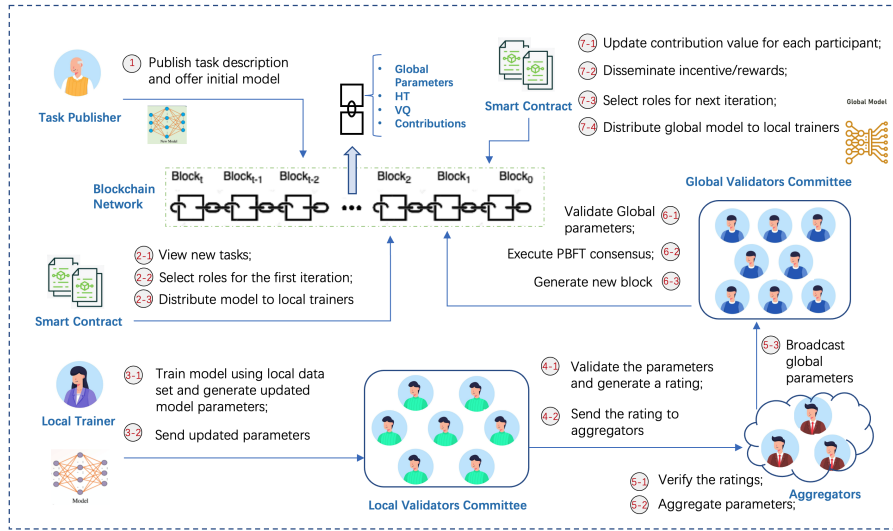 1 Publish task description
and offer initial model
Task Publisher
New Model
• Global
Parameters
• HT
• VQ
• Contributions
Smart Contract
7-1 Update contribution value for each participant;
7-2 Disseminate incentive/rewards;
7-3 Select roles for next iteration;
7-4 Distribute global model to local trainers
Global Model
Blockchain
Network
Blockt Blockt-1 Blockt-2 Block2 Block1 Block0
•••
Global Validators Committee
Validate Global 6-1
parameters;
Execute PBFT consensus; 6-2
Generate new block 6-3
2-1 View new tasks;
2-2 Select roles for the first iteration;
2-3 Distribute model to local trainers
Smart Contract
5-3 Broadcast
global
parameters
3-1 Train model using local data
set and generate updated
model parameters;
Local Trainer
3-2 Send updated parameters
Model
4-1 Validate the parameters
and generate a rating;
4-2 Send the rating to
aggregators
Local Validators Committee
5-1 Verify the ratings;
5-2 Aggregate parameters;
Aggregators